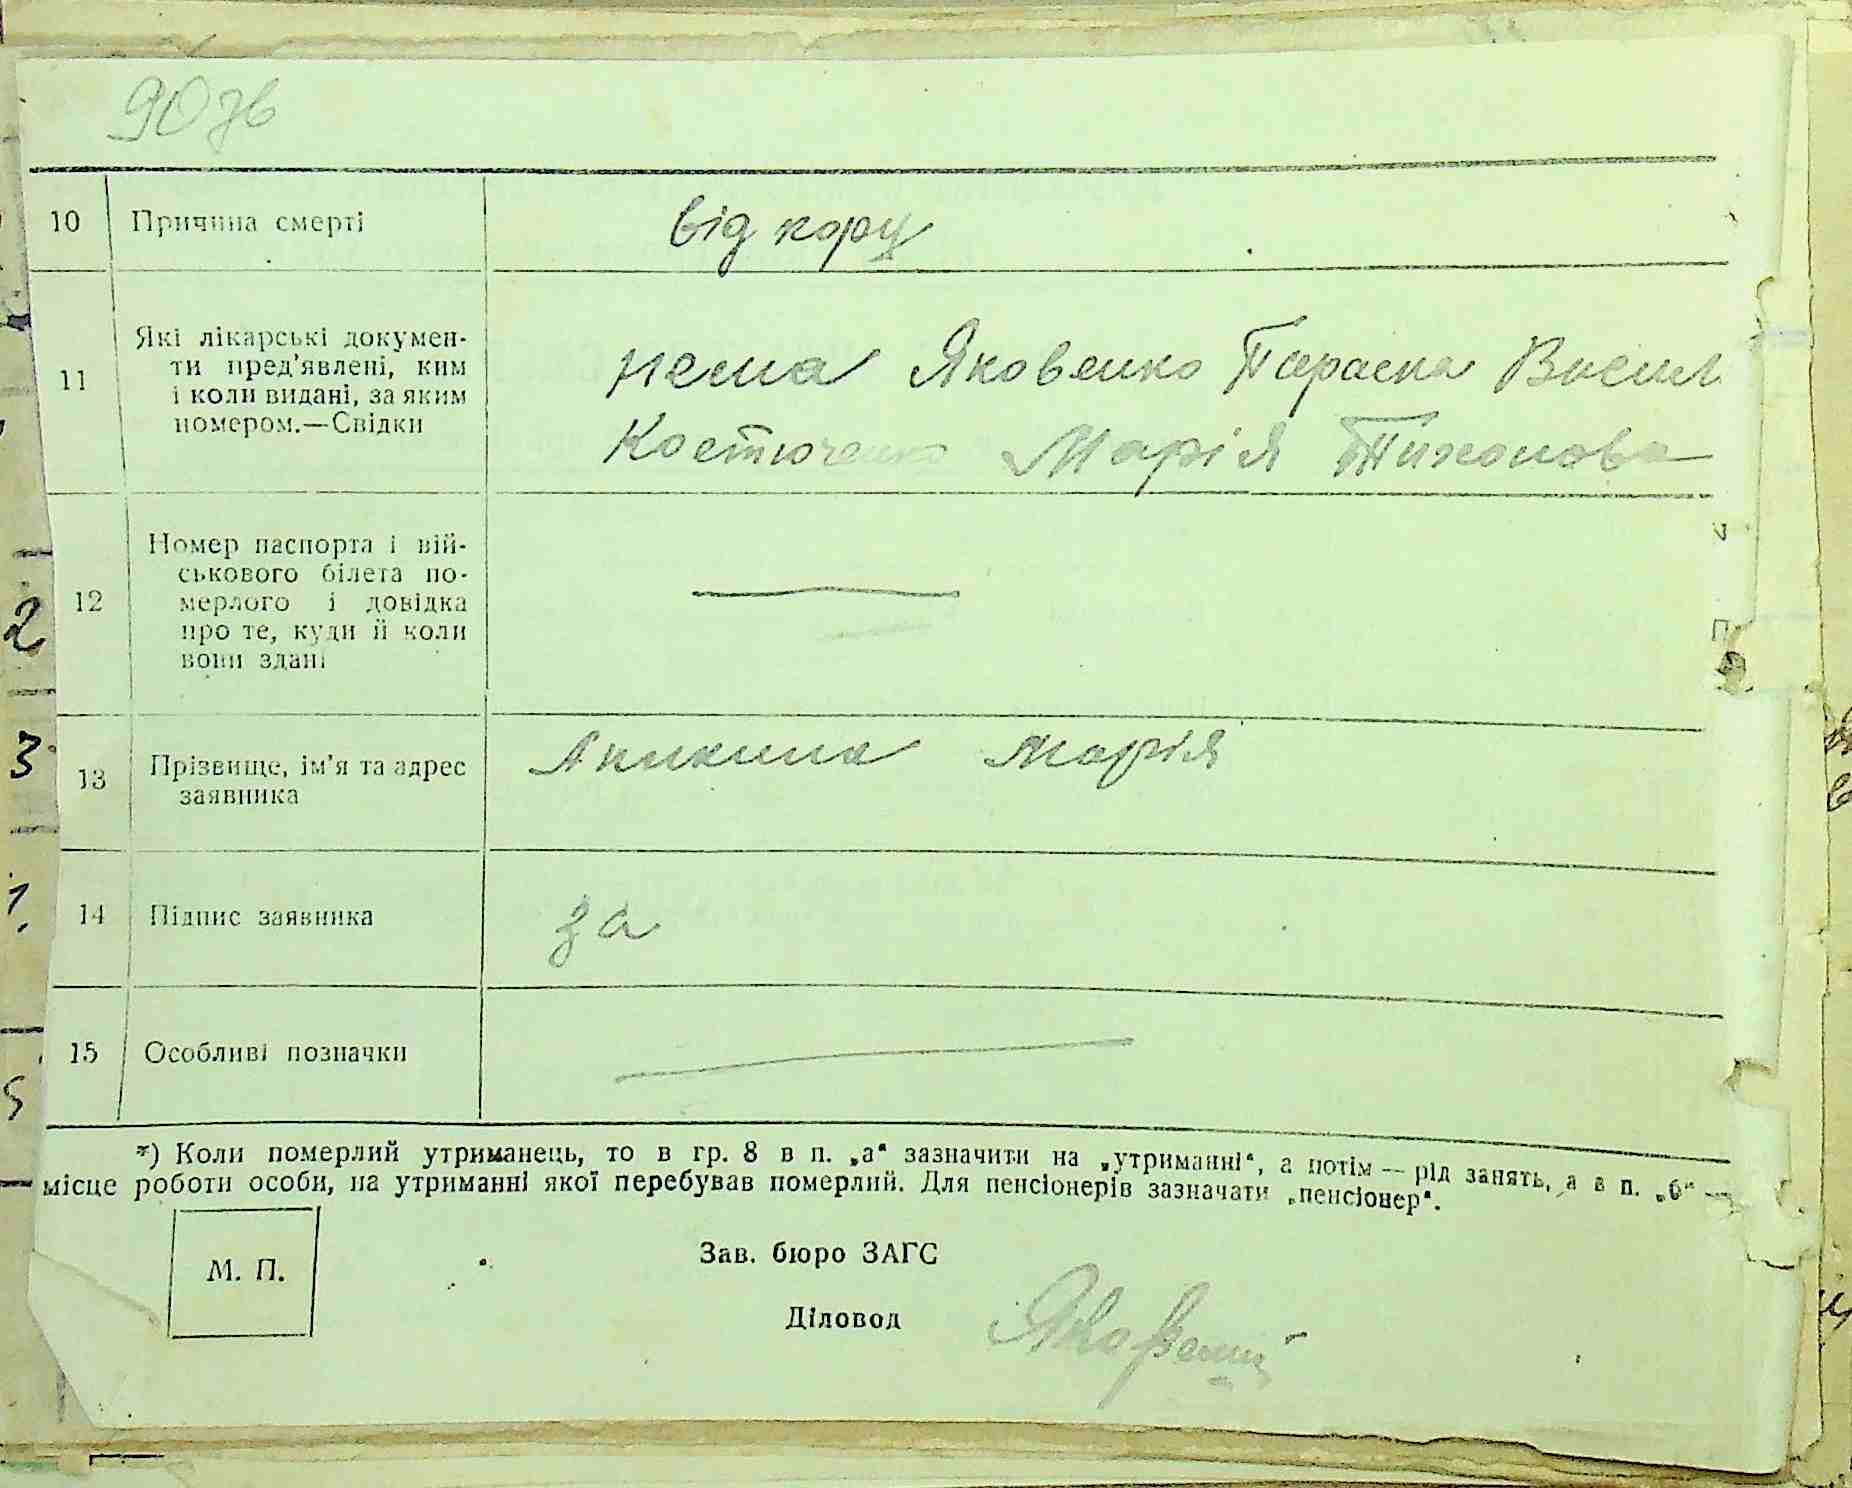 90 зв
10 Причина смерті від кору
11 Які лікарські докумен-
ти пред'явлені, ким
і коли видані, за яким
номером.—Свідки
нема Яковенко Параска Васил
Костюченко Марія Тихонова
12 Номер паспорта і вій-
ськового білета по-
мерлого і довідка
про те, куди й коли
вони здані
13 Прізвище, ім'я та адрес
заявника
Аникина Марія
14 Підпис заявника за
15 Особливі позначки
*) Коли померлий утриманець, то в гр. 8 в п. „а“ зазначити на „утриманні“, а потім — рід занять, а в п. „б“ —
місце роботи особи, на утриманні якої перебував померлий. Для пенсіонерів зазначати „пенсіонер“.
М. П.
Зав. бюро ЗАГС
Діловод